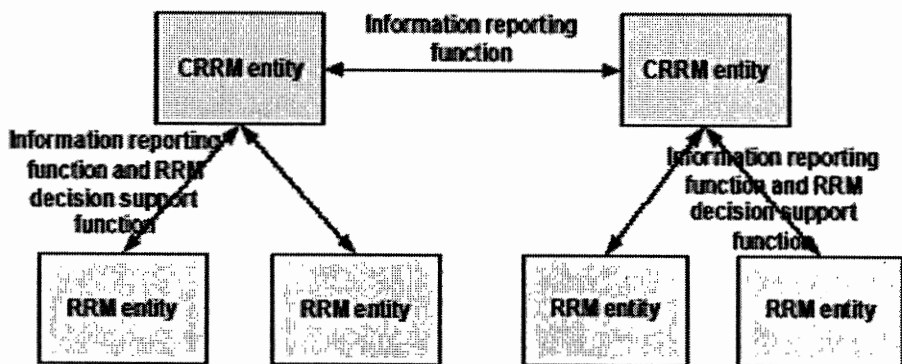 Information reporting
function
CRRM entity
CRRM entity
Information reporting
function and RRM
decision support
function
Information reporting
function and RRM
decision support
function
RRM entity
RRM entity
RRM entity
RRM entity